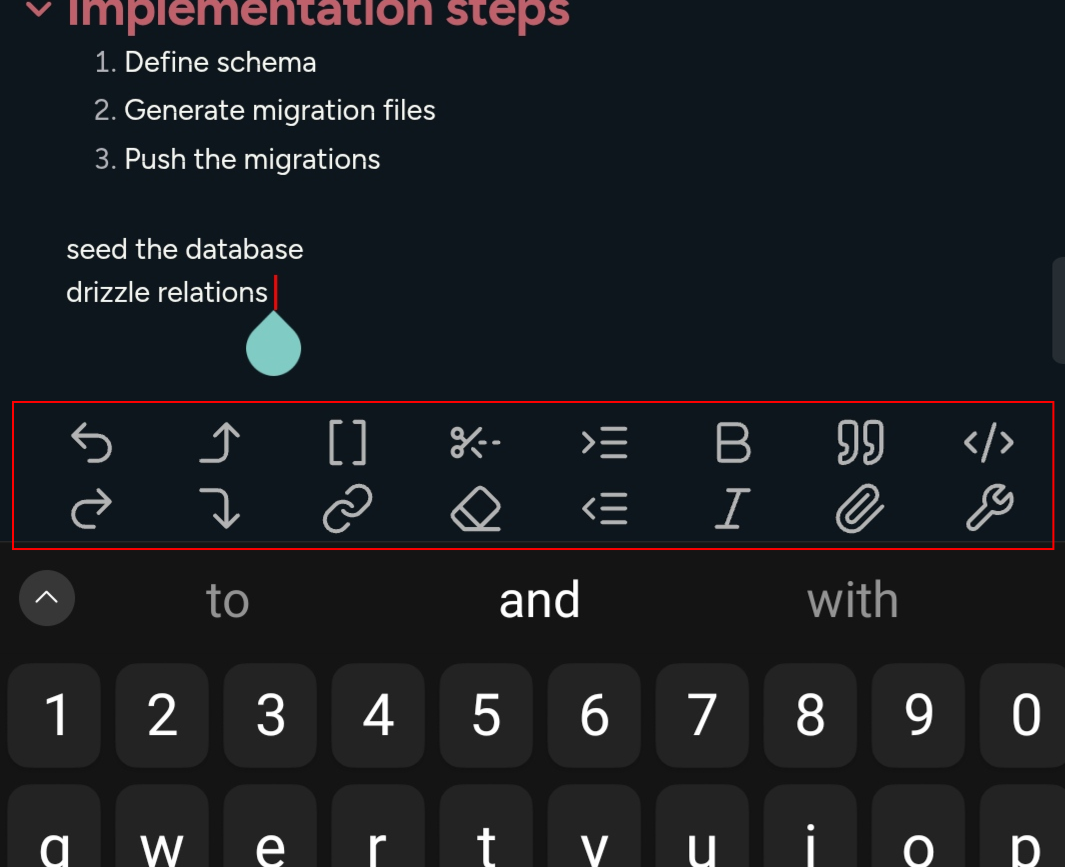 Implementation steps
1. Define schema
2. Generate migration files
3. Push the migrations
seed the database
drizzle relations
to and with
1 2 3 4 5 6 7 8 9 0
q w e r t y u i o p